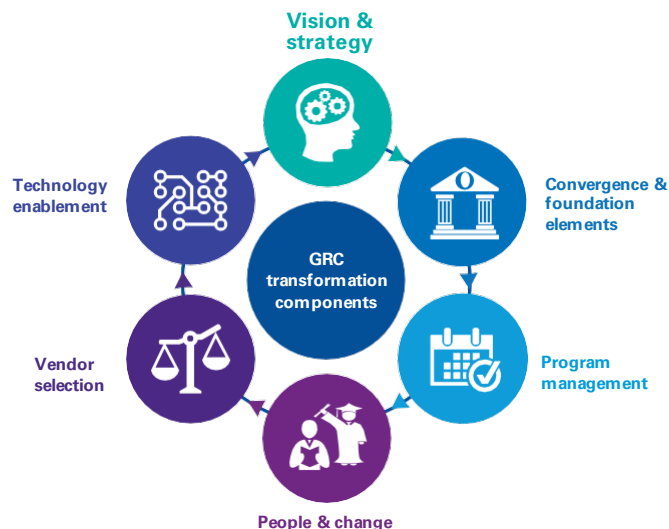 Vision &
strategy
Technology
enablement
Convergence &
foundation
elements
GRC
transformation
components
Vendor
selection
Program
management
People & change